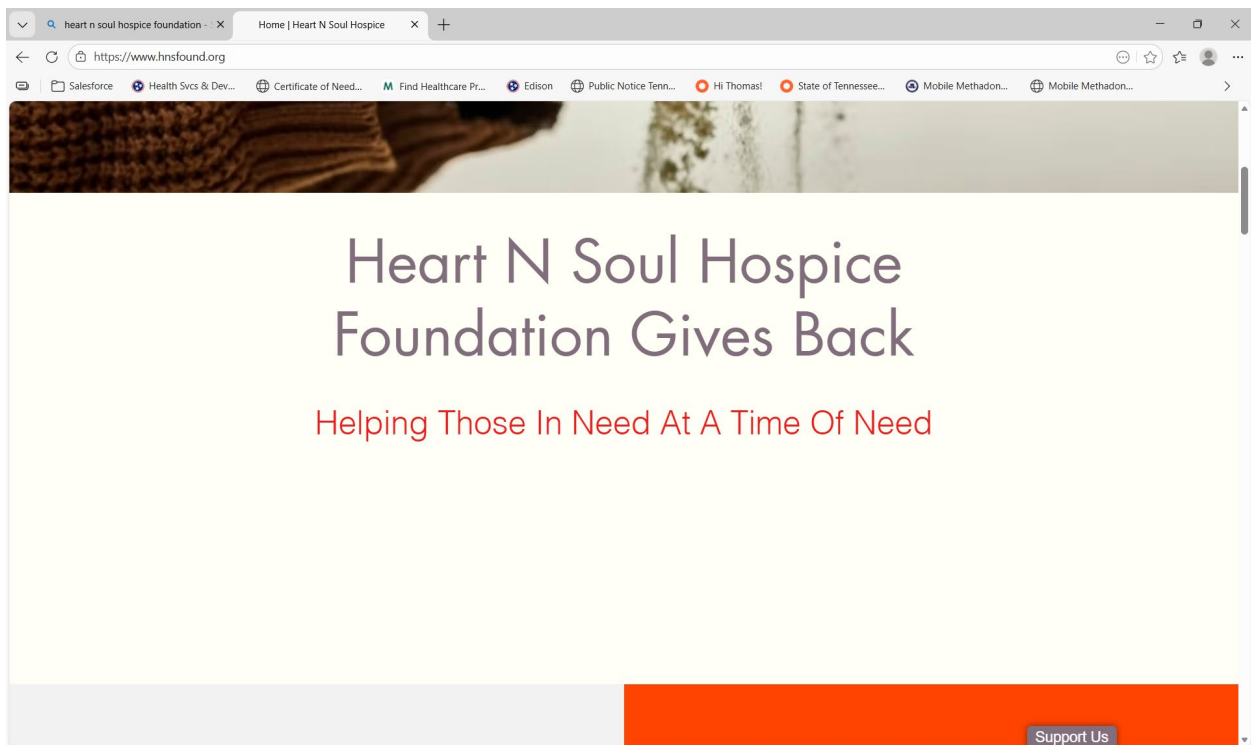 heart n soul hospice foundation -
Home | Heart N Soul Hospice
https://www.hnsfound.org
Salesforce
Health Svcs & Dev...
Certificate of Need...
Find Healthcare Pr...
Edison
Public Notice Tenn...
Hi Thomas!
State of Tennessee...
Mobile Methadon...
Mobile Methadon...
Heart N Soul Hospice
Foundation Gives Back
Helping Those In Need At A Time Of Need
Support Us